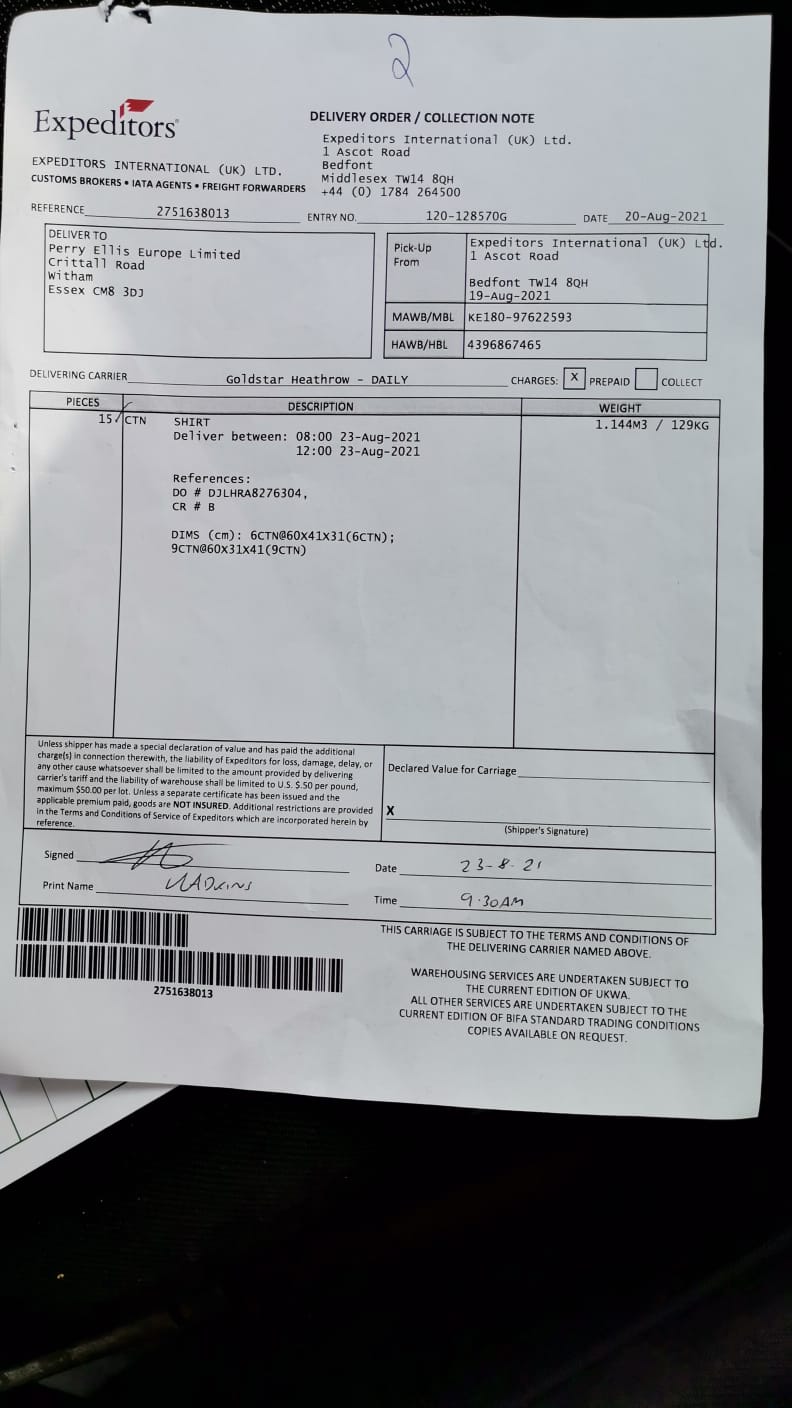 2
Expeditors
DELIVERY ORDER / COLLECTION NOTE
Expeditors International (UK) Ltd.
1 Ascot Road
Bedfont
Middlesex TW14 8QH
+44 (0) 1784 264500
EXPEDITORS INTERNATIONAL (UK) LTD.
CUSTOMS BROKERS • IATA AGENTS • FREIGHT FORWARDERS
REFERENCE 2751638013 ENTRY NO. 120-128570G DATE 20-Aug-2021
DELIVER TO
Perry Ellis Europe Limited
Crittall Road
Witham
Essex CM8 3DJ
Pick-Up From
Expeditors International (UK) Ltd.
1 Ascot Road
Bedfont TW14 8QH
19-Aug-2021
MAWB/MBL KE180-97622593
HAWB/HBL 4396867465
DELIVERING CARRIER Goldstar Heathrow - DAILY CHARGES: X PREPAID COLLECT
PIECES DESCRIPTION WEIGHT
15 CTN SHIRT 1.144M3 / 129KG
Deliver between: 08:00 23-Aug-2021
12:00 23-Aug-2021
References:
DO # DJLHRA8276304,
CR # B
DIMS (cm): 6CTN@60X41X31(6CTN);
9CTN@60X31X41(9CTN)
Unless shipper has made a special declaration of value and has paid the additional
charge(s) in connection therewith, the liability of Expeditors for loss, damage, delay, or
any other cause whatsoever shall be limited to the amount provided by delivering
carrier's tariff and the liability of warehouse shall be limited to U.S. $.50 per pound,
maximum $50.00 per lot. Unless a separate certificate has been issued and the
applicable premium paid, goods are NOT INSURED. Additional restrictions are provided
in the Terms and Conditions of Service of Expeditors which are incorporated herein by
reference.
Declared Value for Carriage
X
(Shipper's Signature)
Signed
Date 23-8-21
Print Name
Time 9.30AM
2751638013
THIS CARRIAGE IS SUBJECT TO THE TERMS AND CONDITIONS OF
THE DELIVERING CARRIER NAMED ABOVE.
WAREHOUSING SERVICES ARE UNDERTAKEN SUBJECT TO
THE CURRENT EDITION OF UKWA.
ALL OTHER SERVICES ARE UNDERTAKEN SUBJECT TO THE
CURRENT EDITION OF BIFA STANDARD TRADING CONDITIONS
COPIES AVAILABLE ON REQUEST.